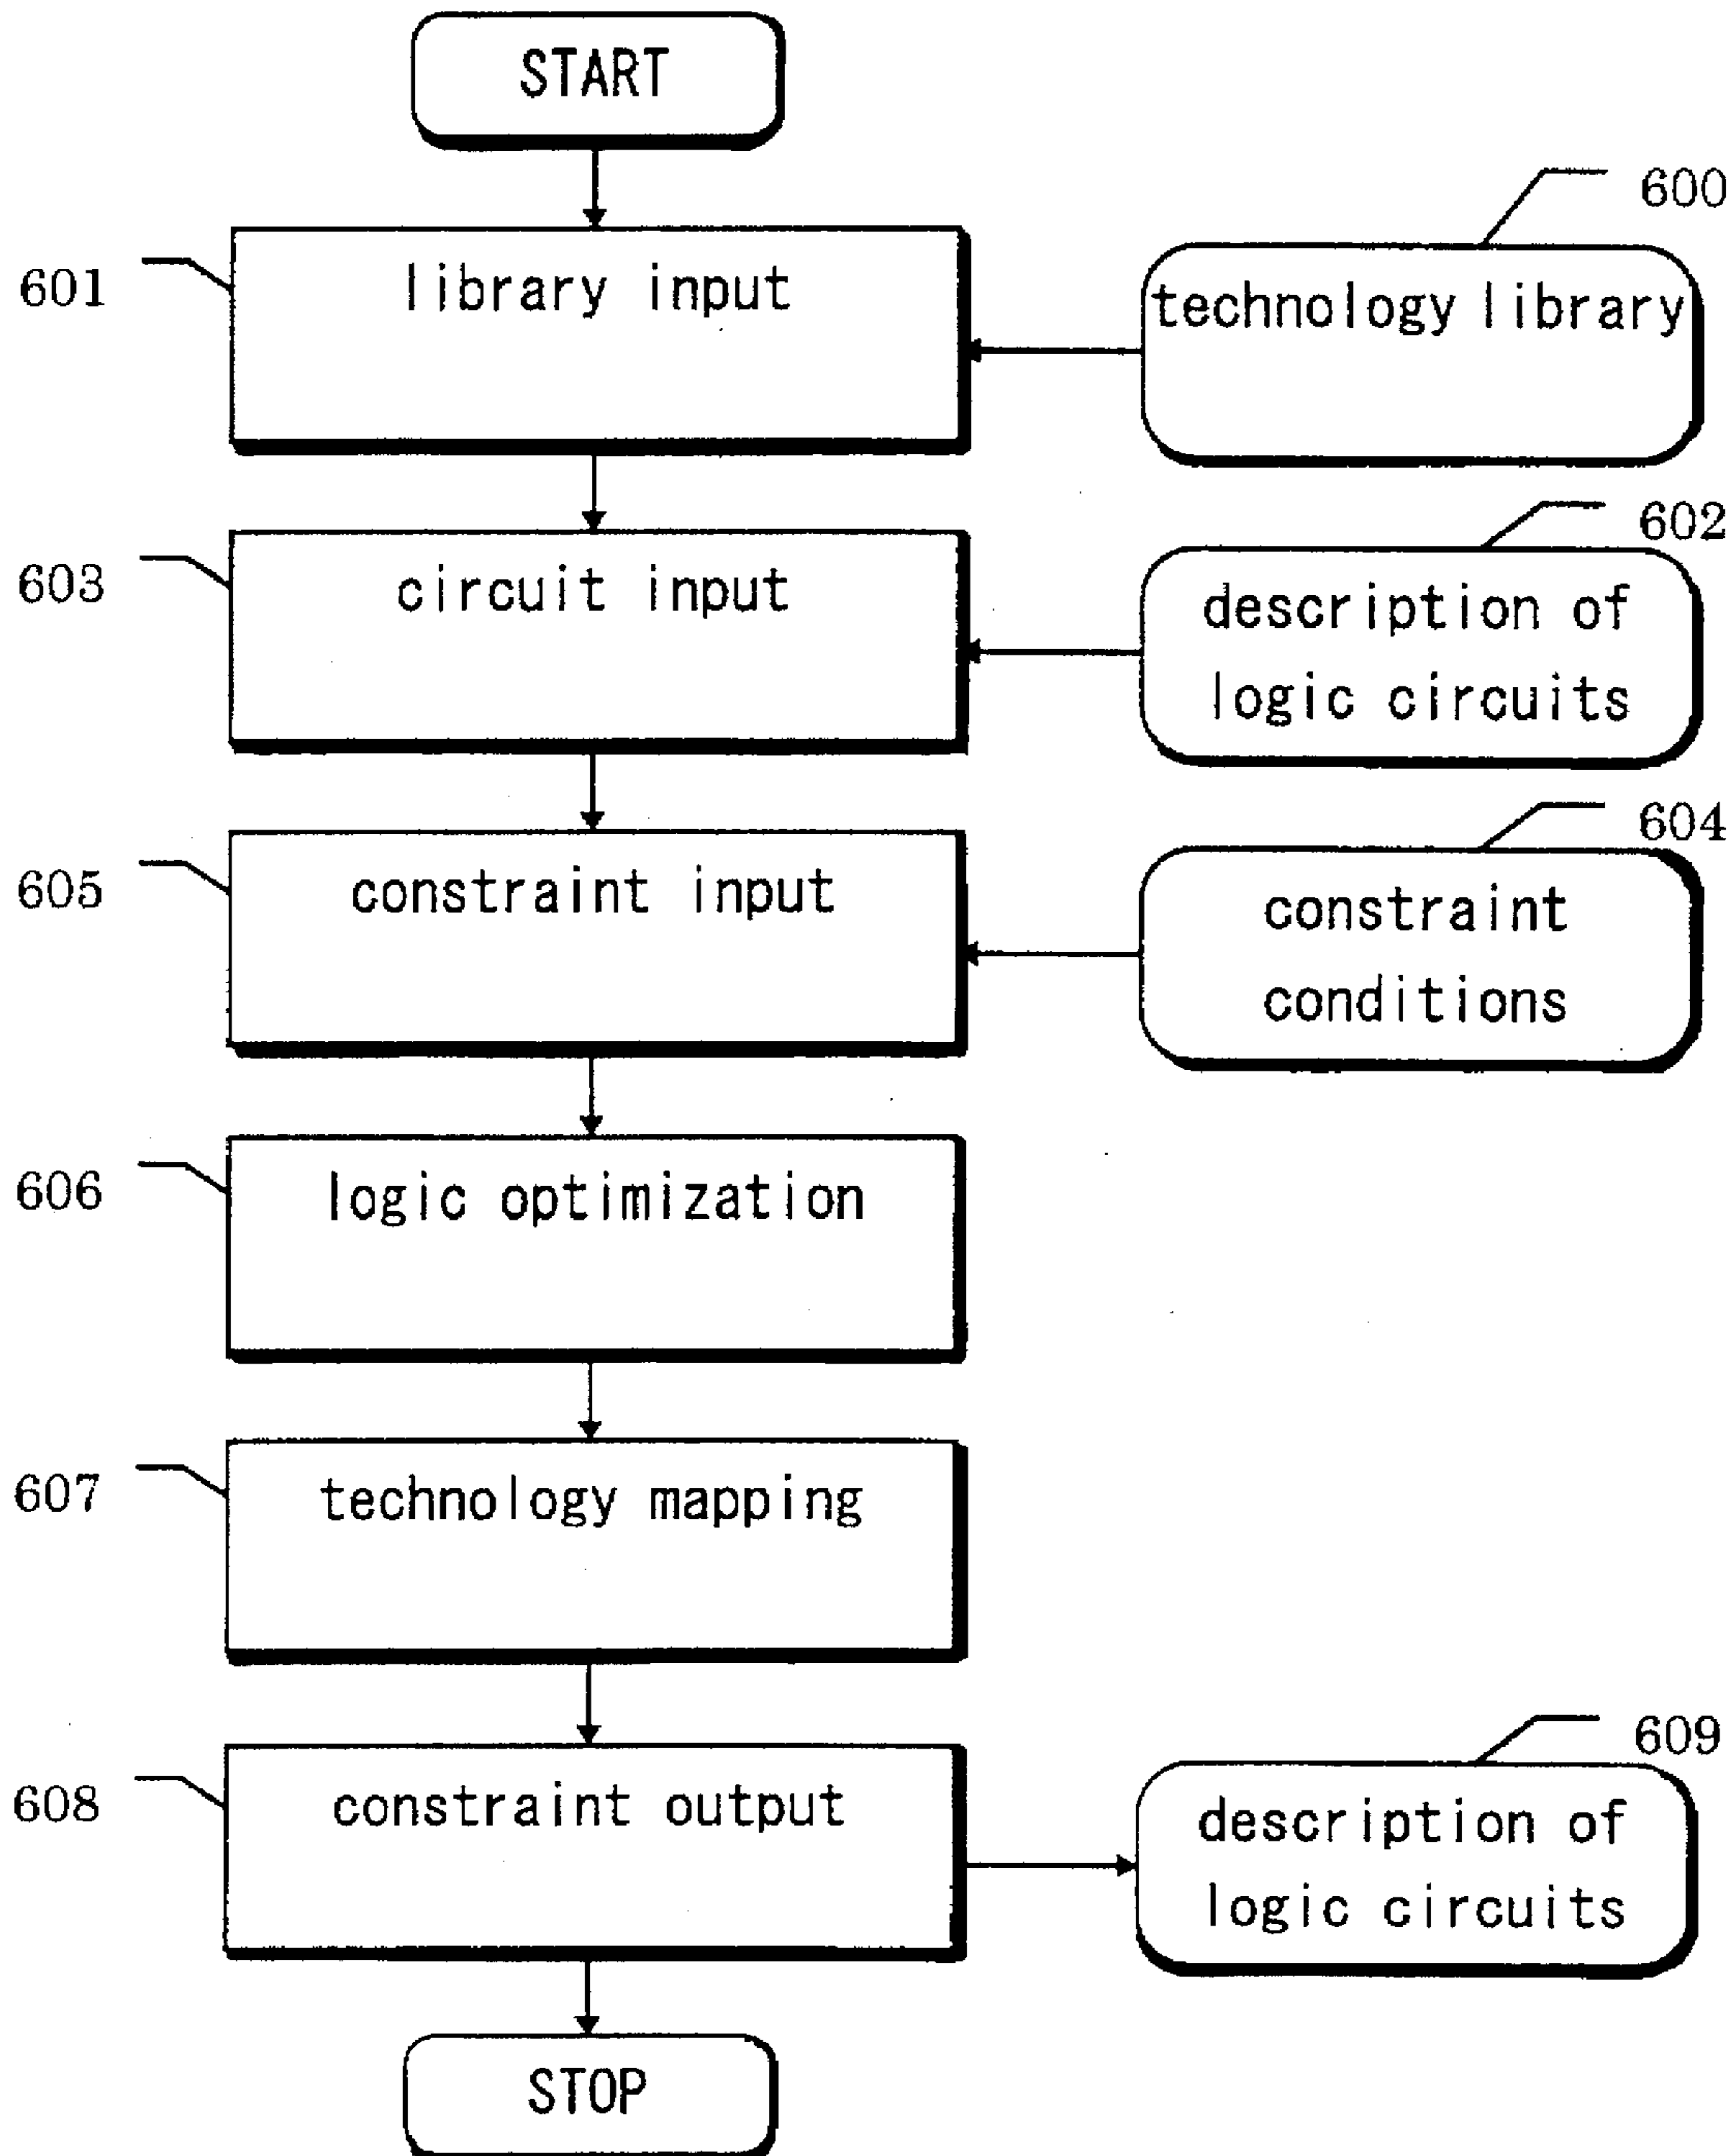 START
600
601
library input
technology library
602
603
circuit input
description of
logic circuits
604
605
constraint input
constraint
conditions
606
logic optimization
607
technology mapping
609
608
constraint output
description of
logic circuits
STOP